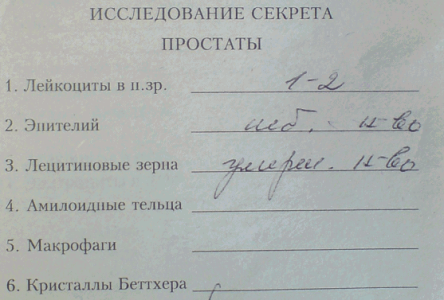 ИССЛЕДОВАНИЕ СЕКРЕТА
ПРОСТАТЫ
1. Лейкоциты в п.зр. 1-2
2. Эпителий неб. н-во
3. Лецитиновые зерна умерен. н-во
4. Амилоидные тельца
5. Макрофаги
6. Кристаллы Беттхера